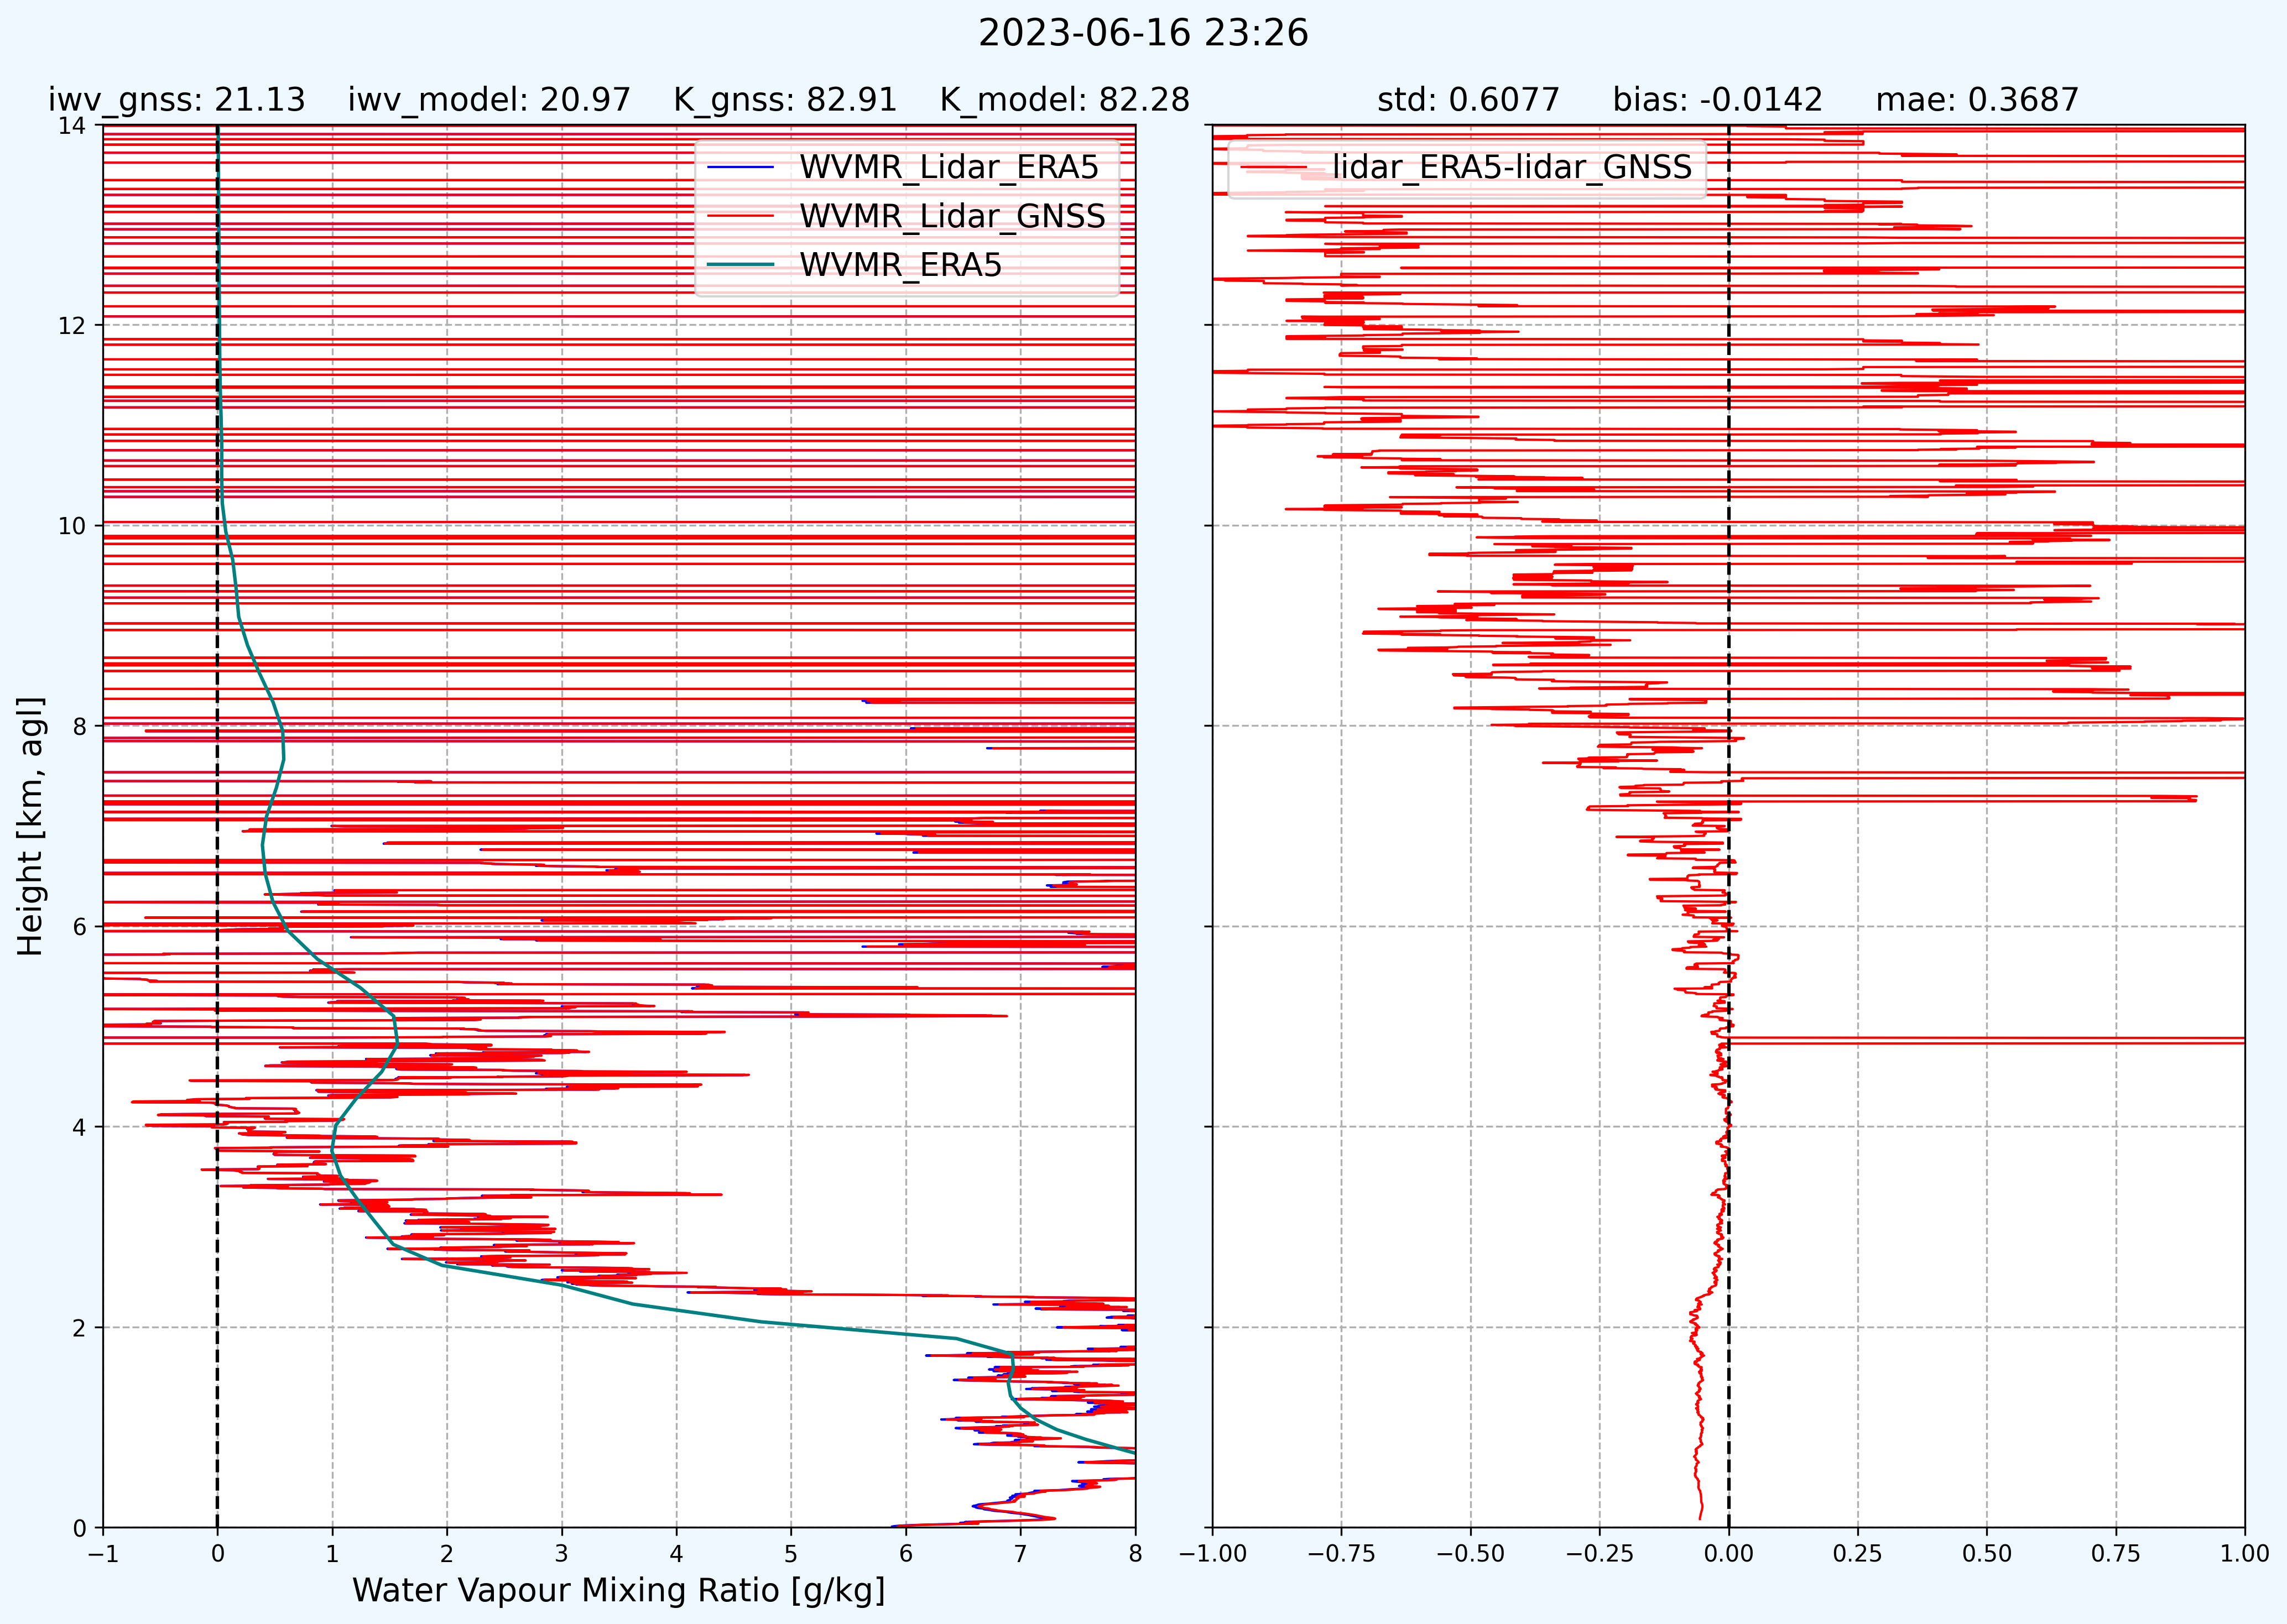 2023-06-16 23:26
iwv_gnss: 21.13 iwv_model: 20.97 K_gnss: 82.91 K_model: 82.28
std: 0.6077 bias: -0.0142 mae: 0.3687
WVMR_Lidar_ERA5
WVMR_Lidar_GNSS
WVMR_ERA5
lidar_ERA5-lidar_GNSS
Height [km, agl]
14
12
10
8
6
4
2
0
−1 0 1 2 3 4 5 6 7 8
Water Vapour Mixing Ratio [g/kg]
−1.00 −0.75 −0.50 −0.25 0.00 0.25 0.50 0.75 1.00